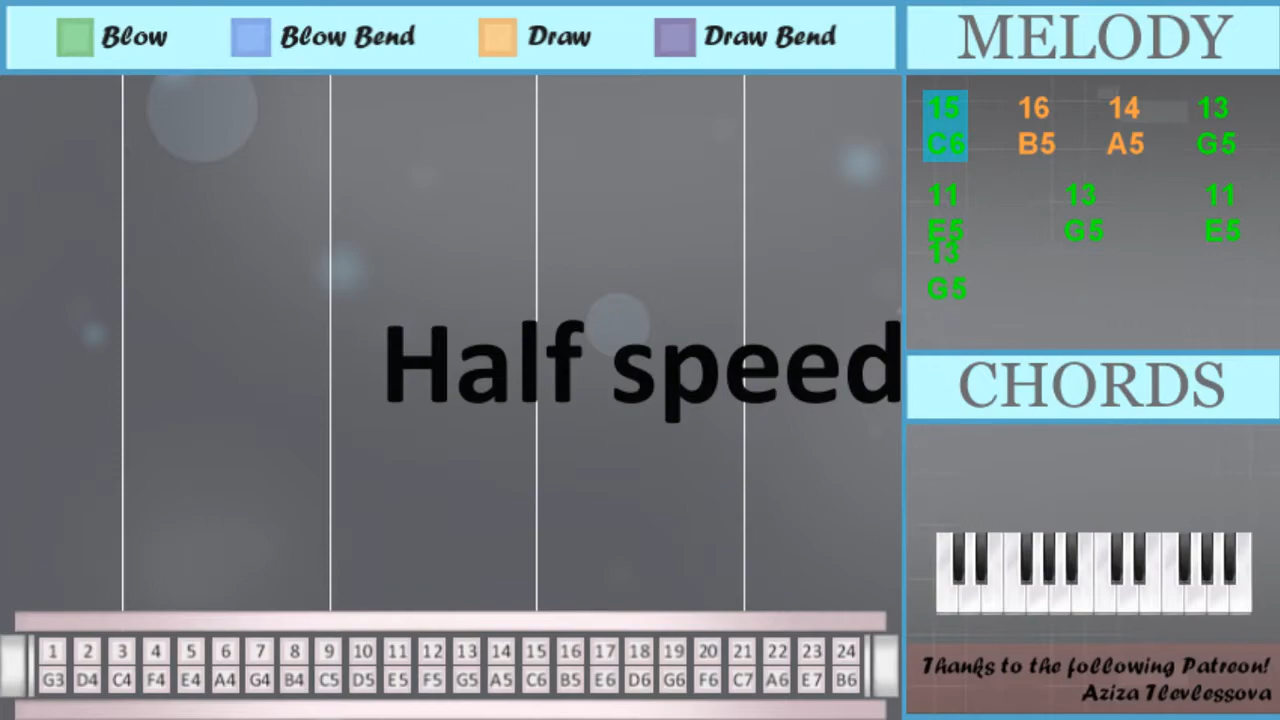 Blow Blow Bend Draw Draw Bend
MELODY
15 16 14 13
C6 B5 A5 G5
11 13 11
E5 G5 E5
13
G5
Half speed
CHORDS
1 2 3 4 5 6 7 8 9 10 11 12 13 14 15 16 17 18 19 20 21 22 23 24
G3 D4 C4 F4 E4 A4 G4 B4 C5 D5 E5 F5 G5 A5 C6 B5 E6 D6 G6 F6 C7 A6 E7 B6
Thanks to the following Patreon!
Aziza Tlevlessova